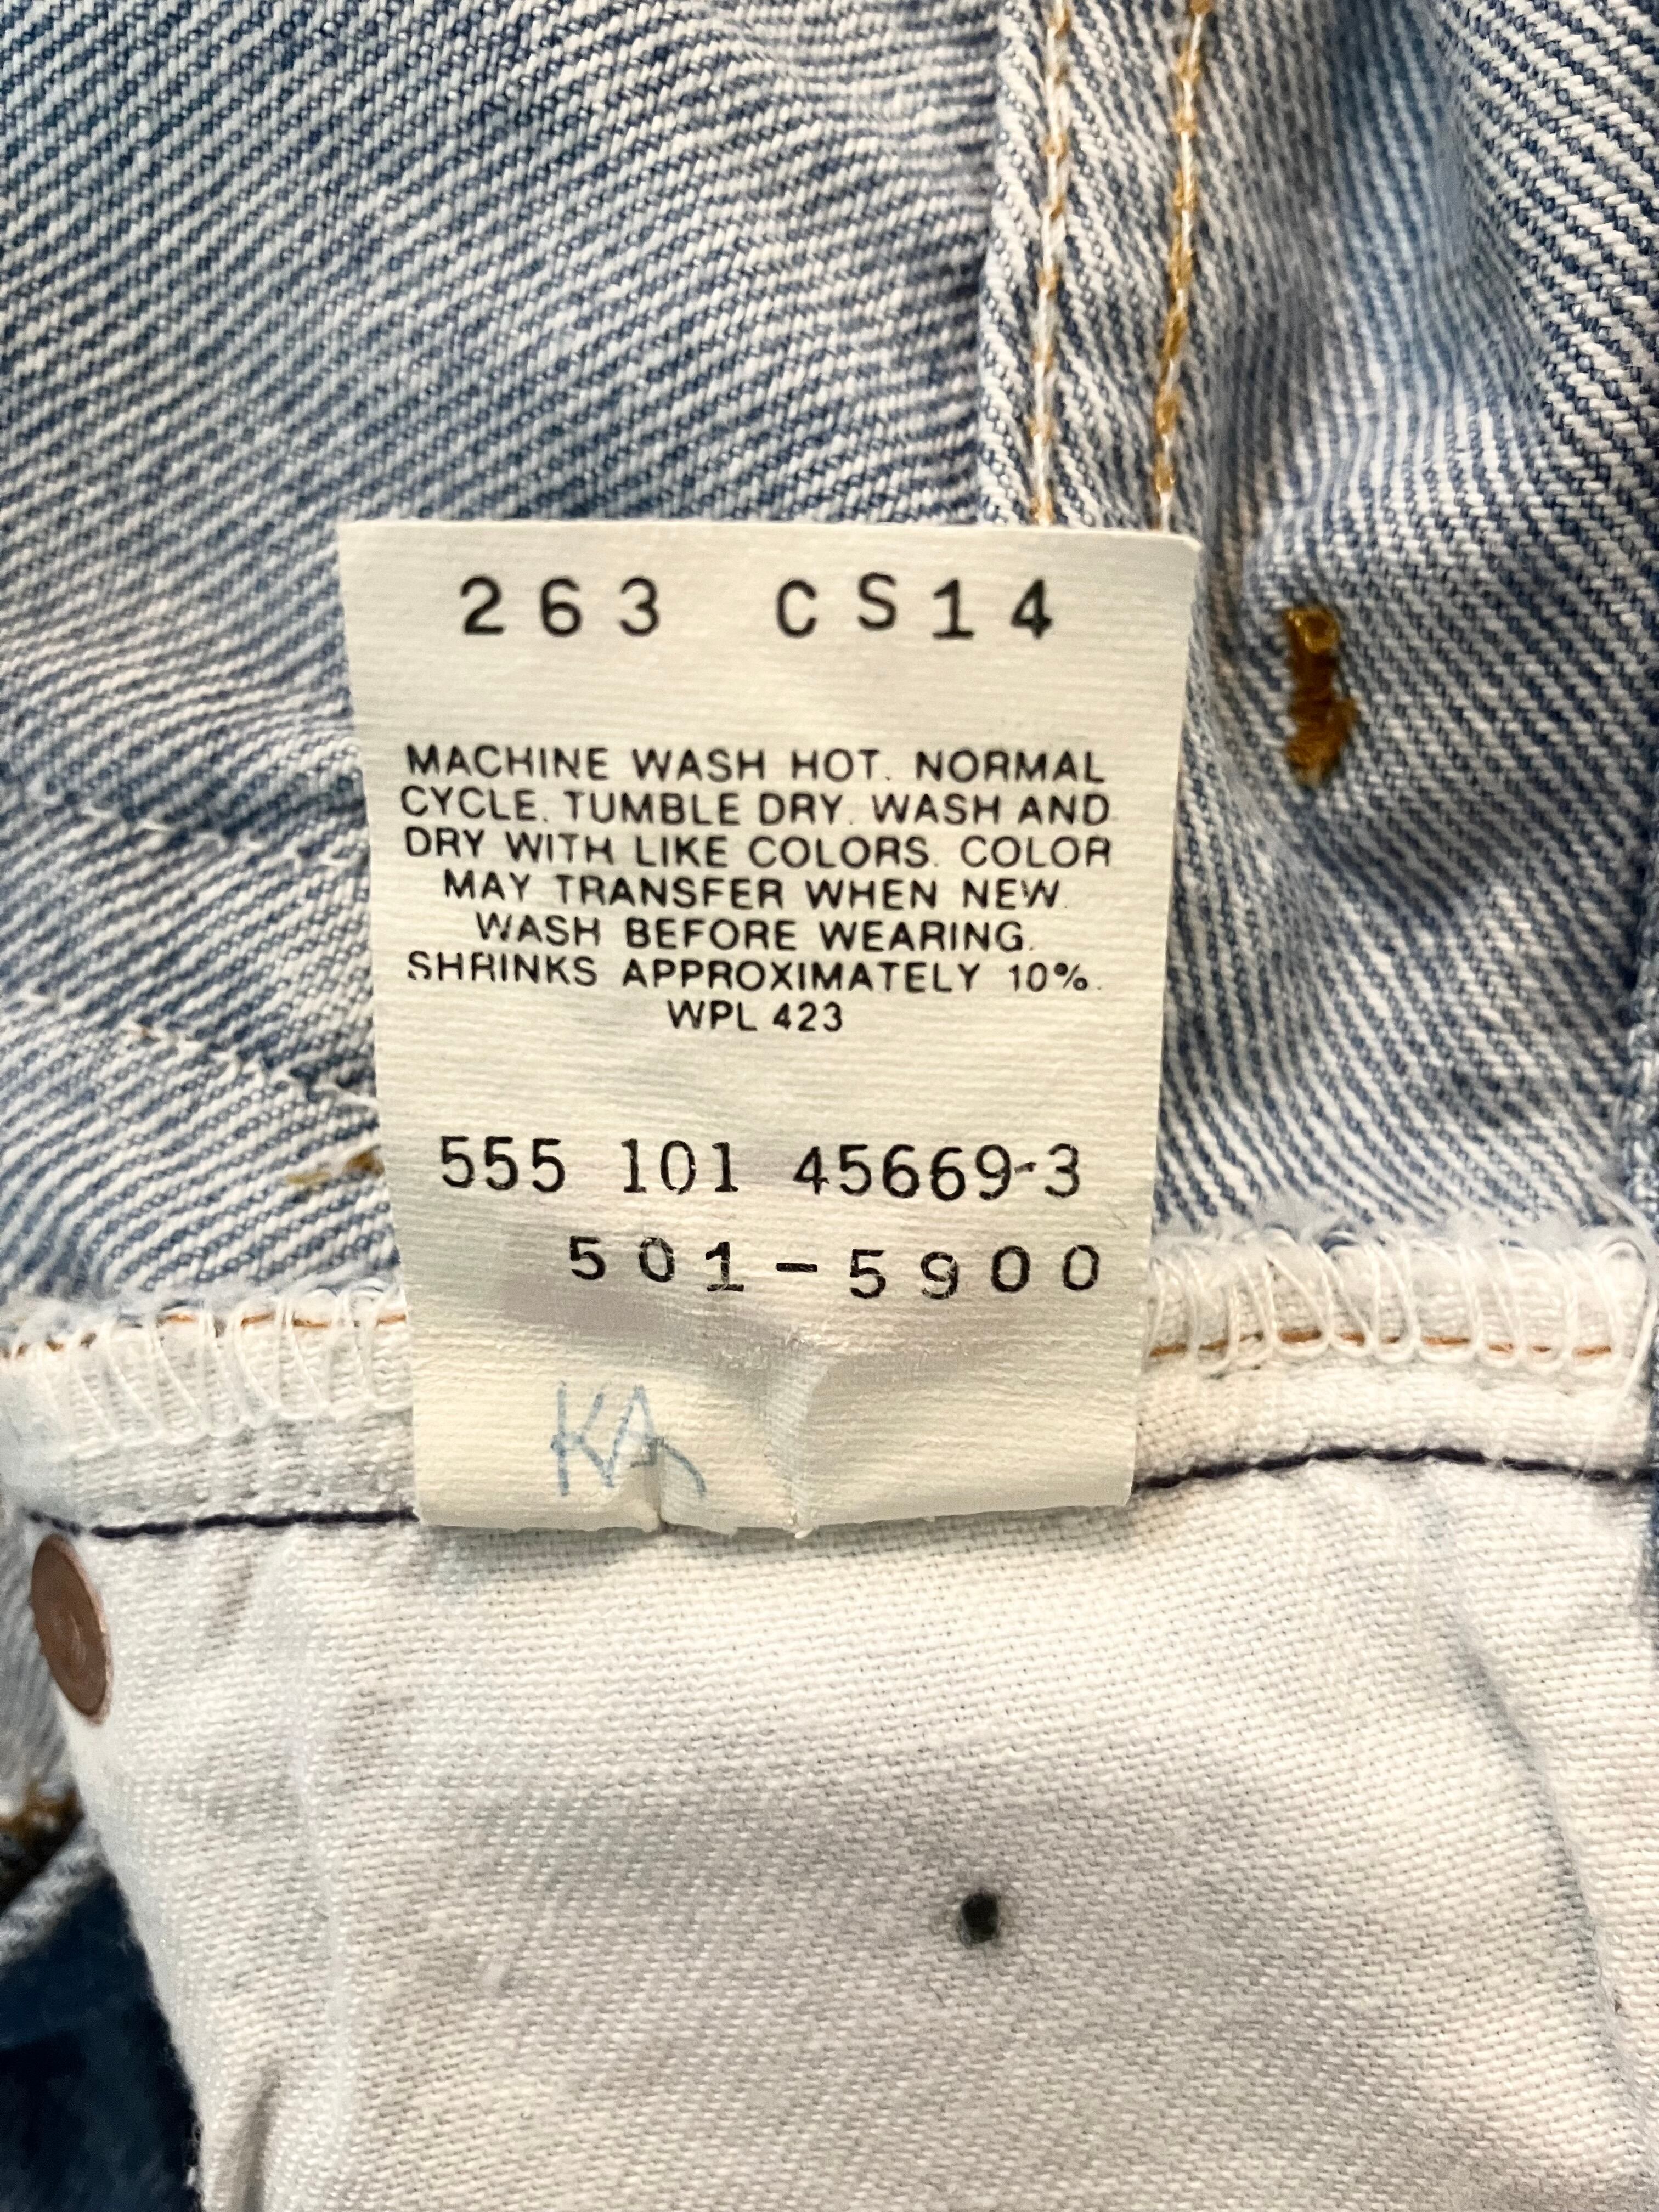 263 CS14
MACHINE WASH HOT. NORMAL
CYCLE. TUMBLE DRY. WASH AND
DRY WITH LIKE COLORS. COLOR
MAY TRANSFER WHEN NEW.
WASH BEFORE WEARING.
SHRINKS APPROXIMATELY 10%.
WPL 423
555 101 45669-3
501-5900
KA